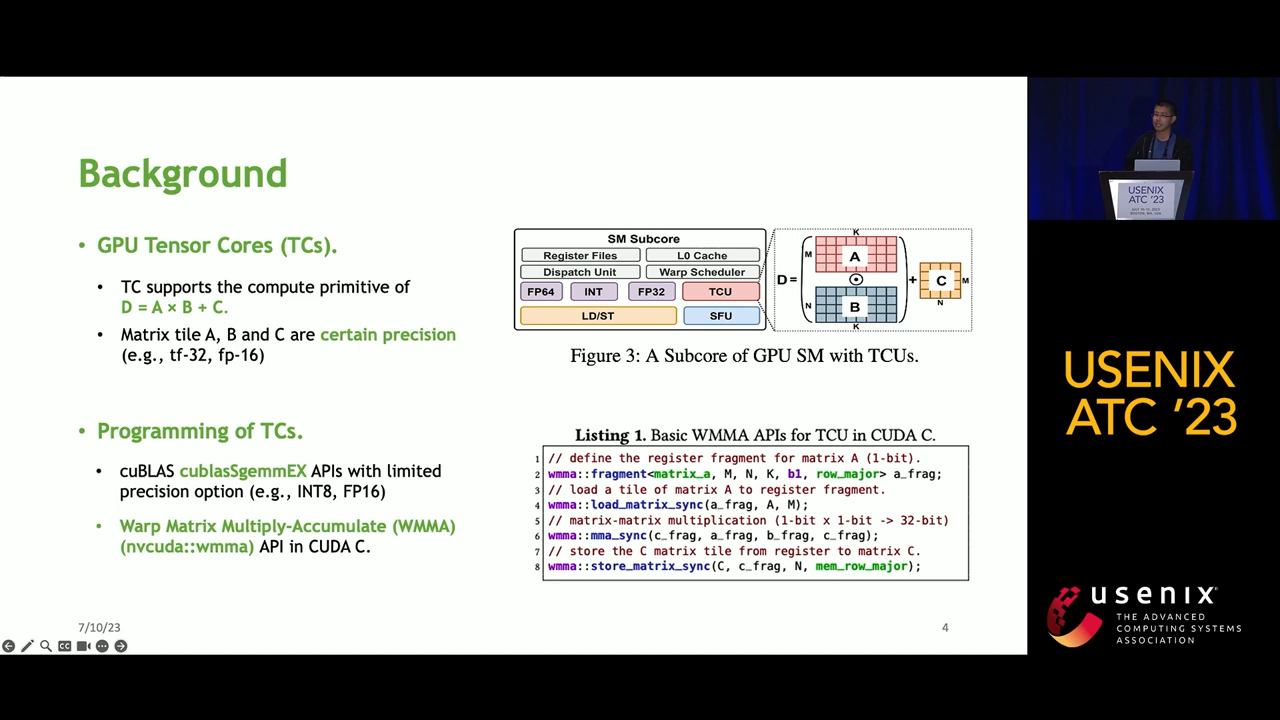 Background
• GPU Tensor Cores (TCs).
• TC supports the compute primitive of
D = A × B + C.
• Matrix tile A, B and C are certain precision
(e.g., tf-32, fp-16)
• Programming of TCs.
• cuBLAS cublasSgemmEX APIs with limited
precision option (e.g., INT8, FP16)
• Warp Matrix Multiply-Accumulate (WMMA)
(nvcuda::wmma) API in CUDA C.
SM Subcore
Register Files L0 Cache
Dispatch Unit Warp Scheduler
FP64 INT FP32 TCU
LD/ST SFU
K
M A
D = ⊙ + C M
N B N
K
Figure 3: A Subcore of GPU SM with TCUs.
Listing 1. Basic WMMA APIs for TCU in CUDA C.
1 // define the register fragment for matrix A (1-bit).
2 wmma::fragment<matrix_a, M, N, K, b1, row_major> a_frag;
3 // load a tile of matrix A to register fragment.
4 wmma::load_matrix_sync(a_frag, A, M);
5 // matrix-matrix multiplication (1-bit x 1-bit -> 32-bit)
6 wmma::mma_sync(c_frag, a_frag, b_frag, c_frag);
7 // store the C matrix tile from register to matrix C.
8 wmma::store_matrix_sync(C, c_frag, N, mem_row_major);
7/10/23
4
USENIX
ATC '23
USENIX
ATC '23
usenix
THE ADVANCED
COMPUTING SYSTEMS
ASSOCIATION